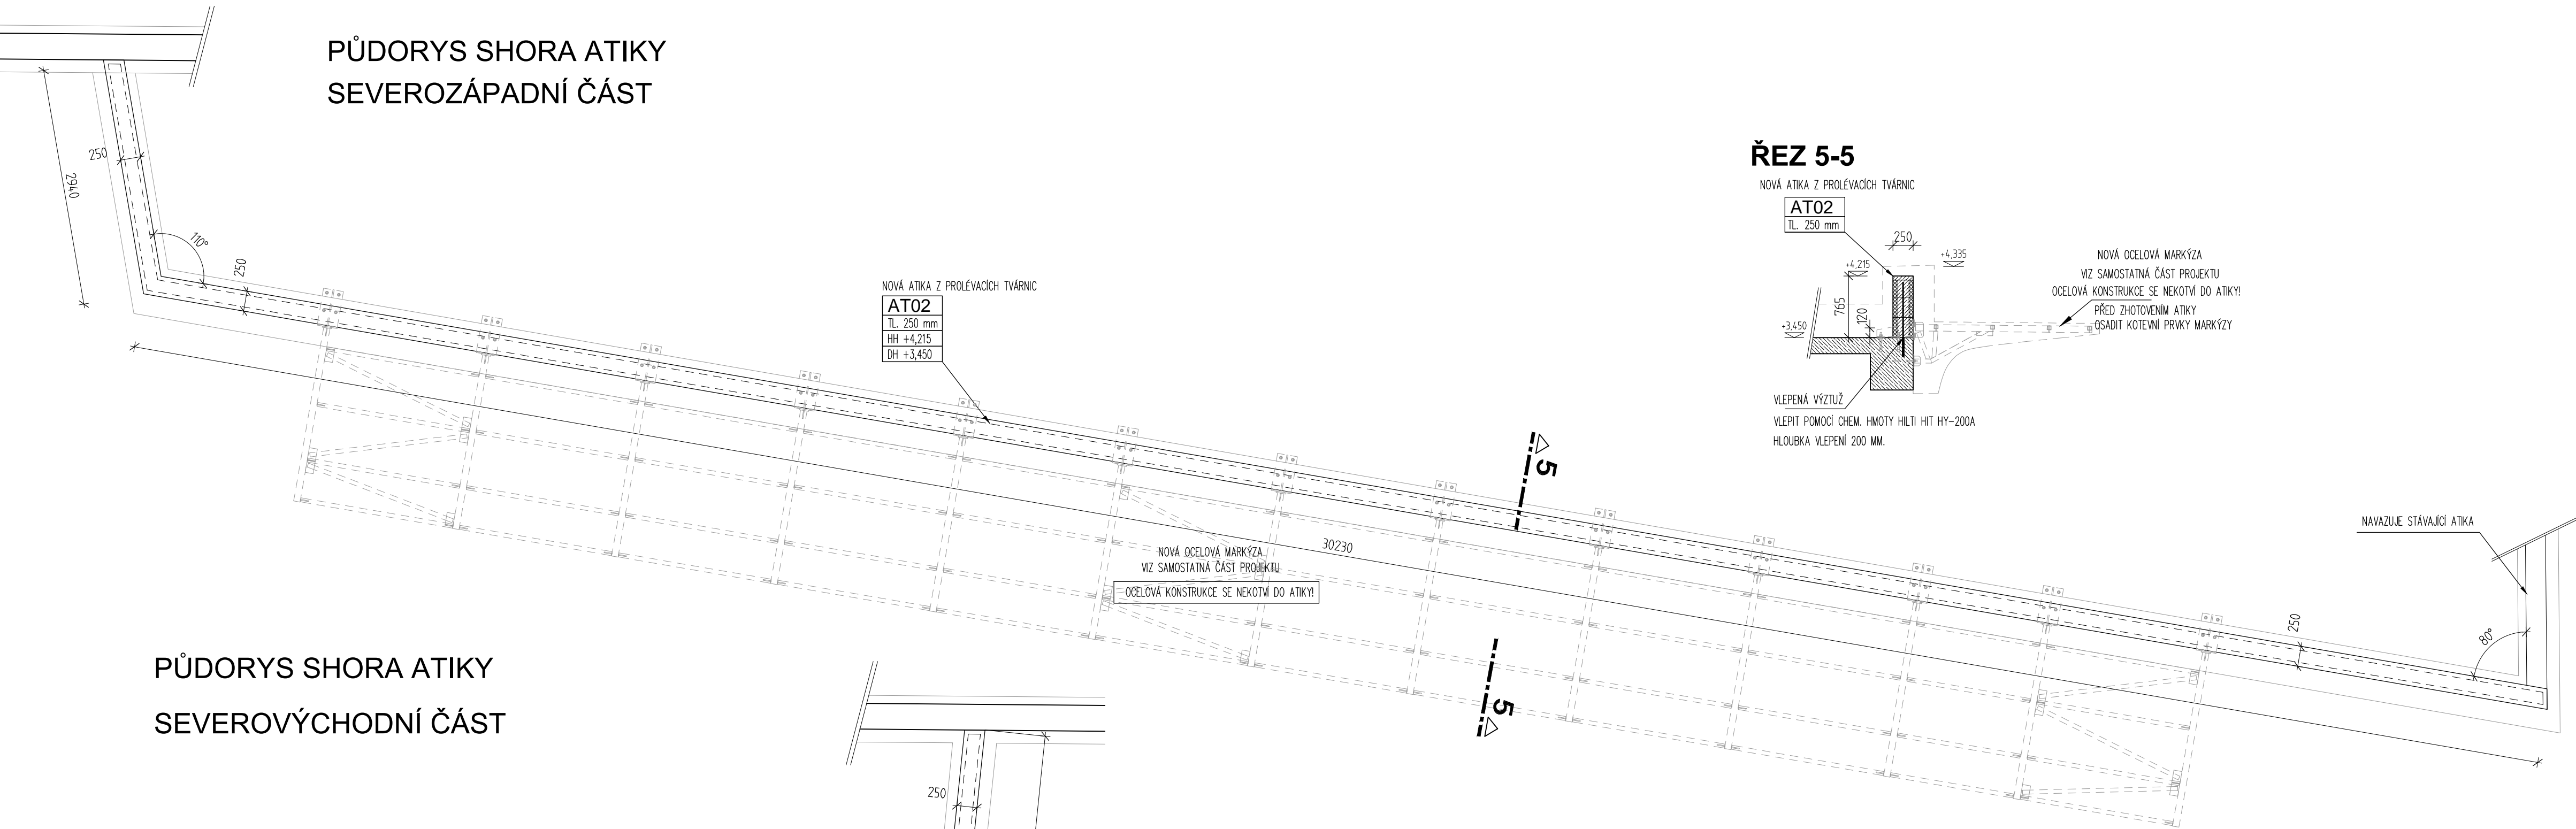 PŮDORYS SHORA ATIKY
SEVEROZÁPADNÍ ČÁST
250
2940
110°
250
NOVÁ ATIKA Z PROLÉVACÍCH TVÁRNIC
AT02
TL. 250 mm
HH +4,215
DH +3,450
30230
NOVÁ OCELOVÁ MARKÝZA
VIZ SAMOSTATNÁ ČÁST PROJEKTU
OCELOVÁ KONSTRUKCE SE NEKOTVÍ DO ATIKY!
5
5
ŘEZ 5-5
NOVÁ ATIKA Z PROLÉVACÍCH TVÁRNIC
AT02
TL. 250 mm
250
+4,215
+4,335
765
120
+3,450
NOVÁ OCELOVÁ MARKÝZA
VIZ SAMOSTATNÁ ČÁST PROJEKTU
OCELOVÁ KONSTRUKCE SE NEKOTVÍ DO ATIKY!
PŘED ZHOTOVENÍM ATIKY
OSADIT KOTEVNÍ PRVKY MARKÝZY
VLEPENÁ VÝZTUŽ
VLEPIT POMOCÍ CHEM. HMOTY HILTI HIT HY-200A
HLOUBKA VLEPENÍ 200 MM.
NAVAZUJE STÁVAJÍCÍ ATIKA
250
80°
PŮDORYS SHORA ATIKY
SEVEROVÝCHODNÍ ČÁST
250